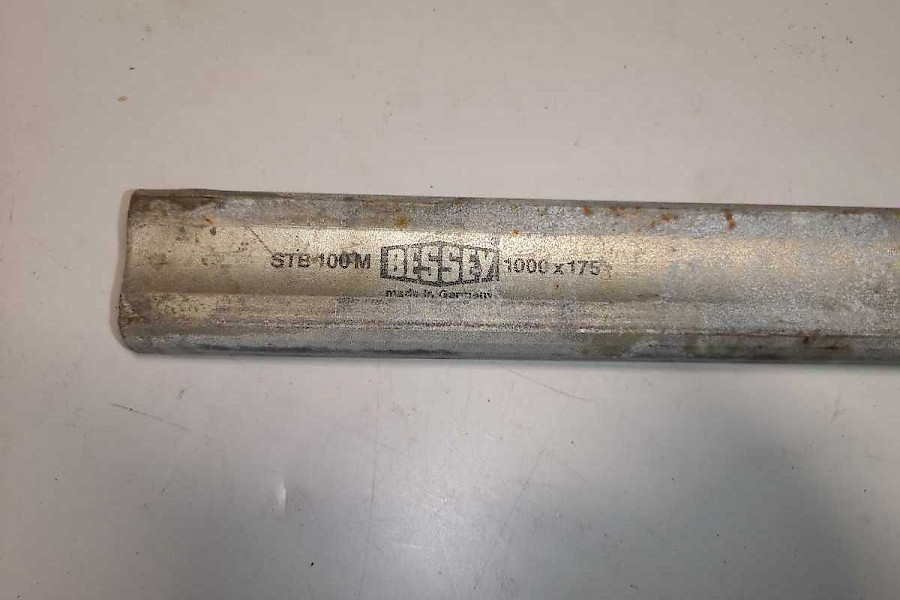 STB 100 M BESSEY 1000 x 175
made in Germany